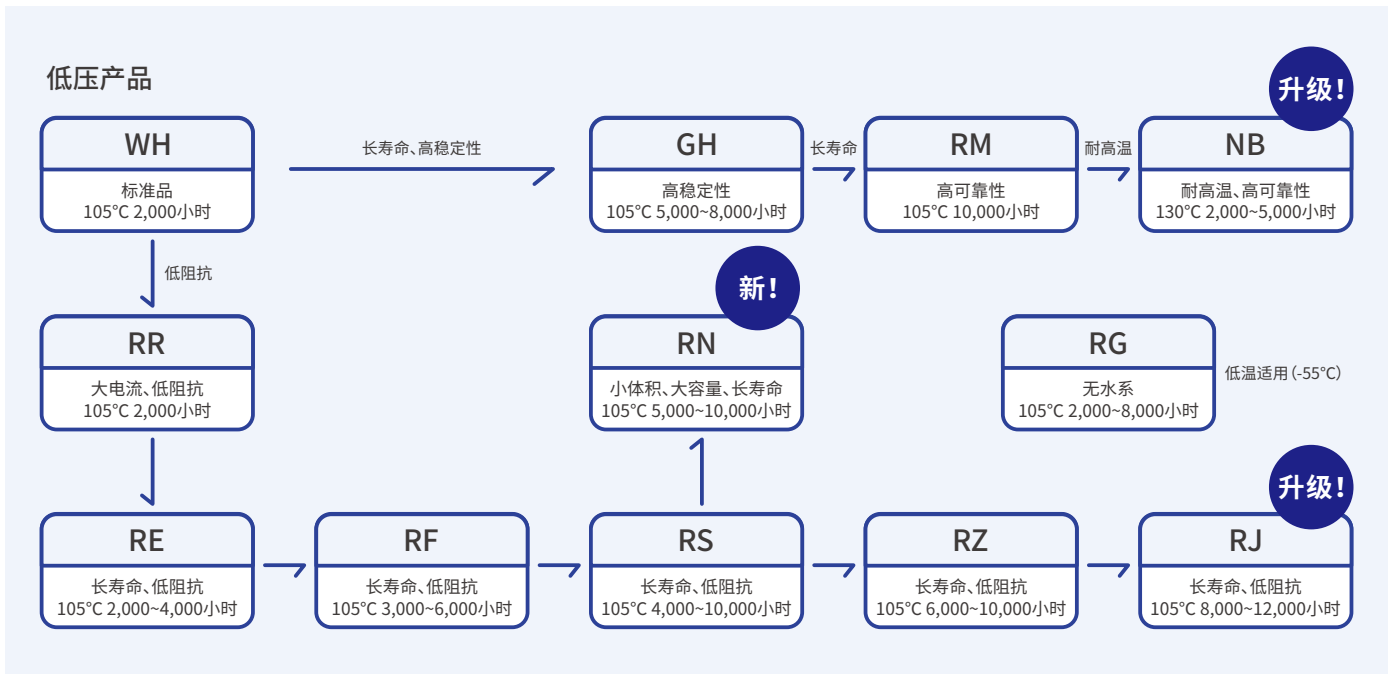 低压产品
升级！
WH
标准品
105℃ 2,000小时
长寿命、高稳定性
GH
高稳定性
105℃ 5,000~8,000小时
长寿命
RM
高可靠性
105℃ 10,000小时
耐高温
NB
耐高温、高可靠性
130℃ 2,000~5,000小时
低阻抗
新！
RR
大电流、低阻抗
105℃ 2,000小时
RN
小体积、大容量、长寿命
105℃ 5,000~10,000小时
RG
无水系
105℃ 2,000~8,000小时
低温适用（-55℃）
升级！
RE
长寿命、低阻抗
105℃ 2,000~4,000小时
RF
长寿命、低阻抗
105℃ 3,000~6,000小时
RS
长寿命、低阻抗
105℃ 4,000~10,000小时
RZ
长寿命、低阻抗
105℃ 6,000~10,000小时
RJ
长寿命、低阻抗
105℃ 8,000~12,000小时